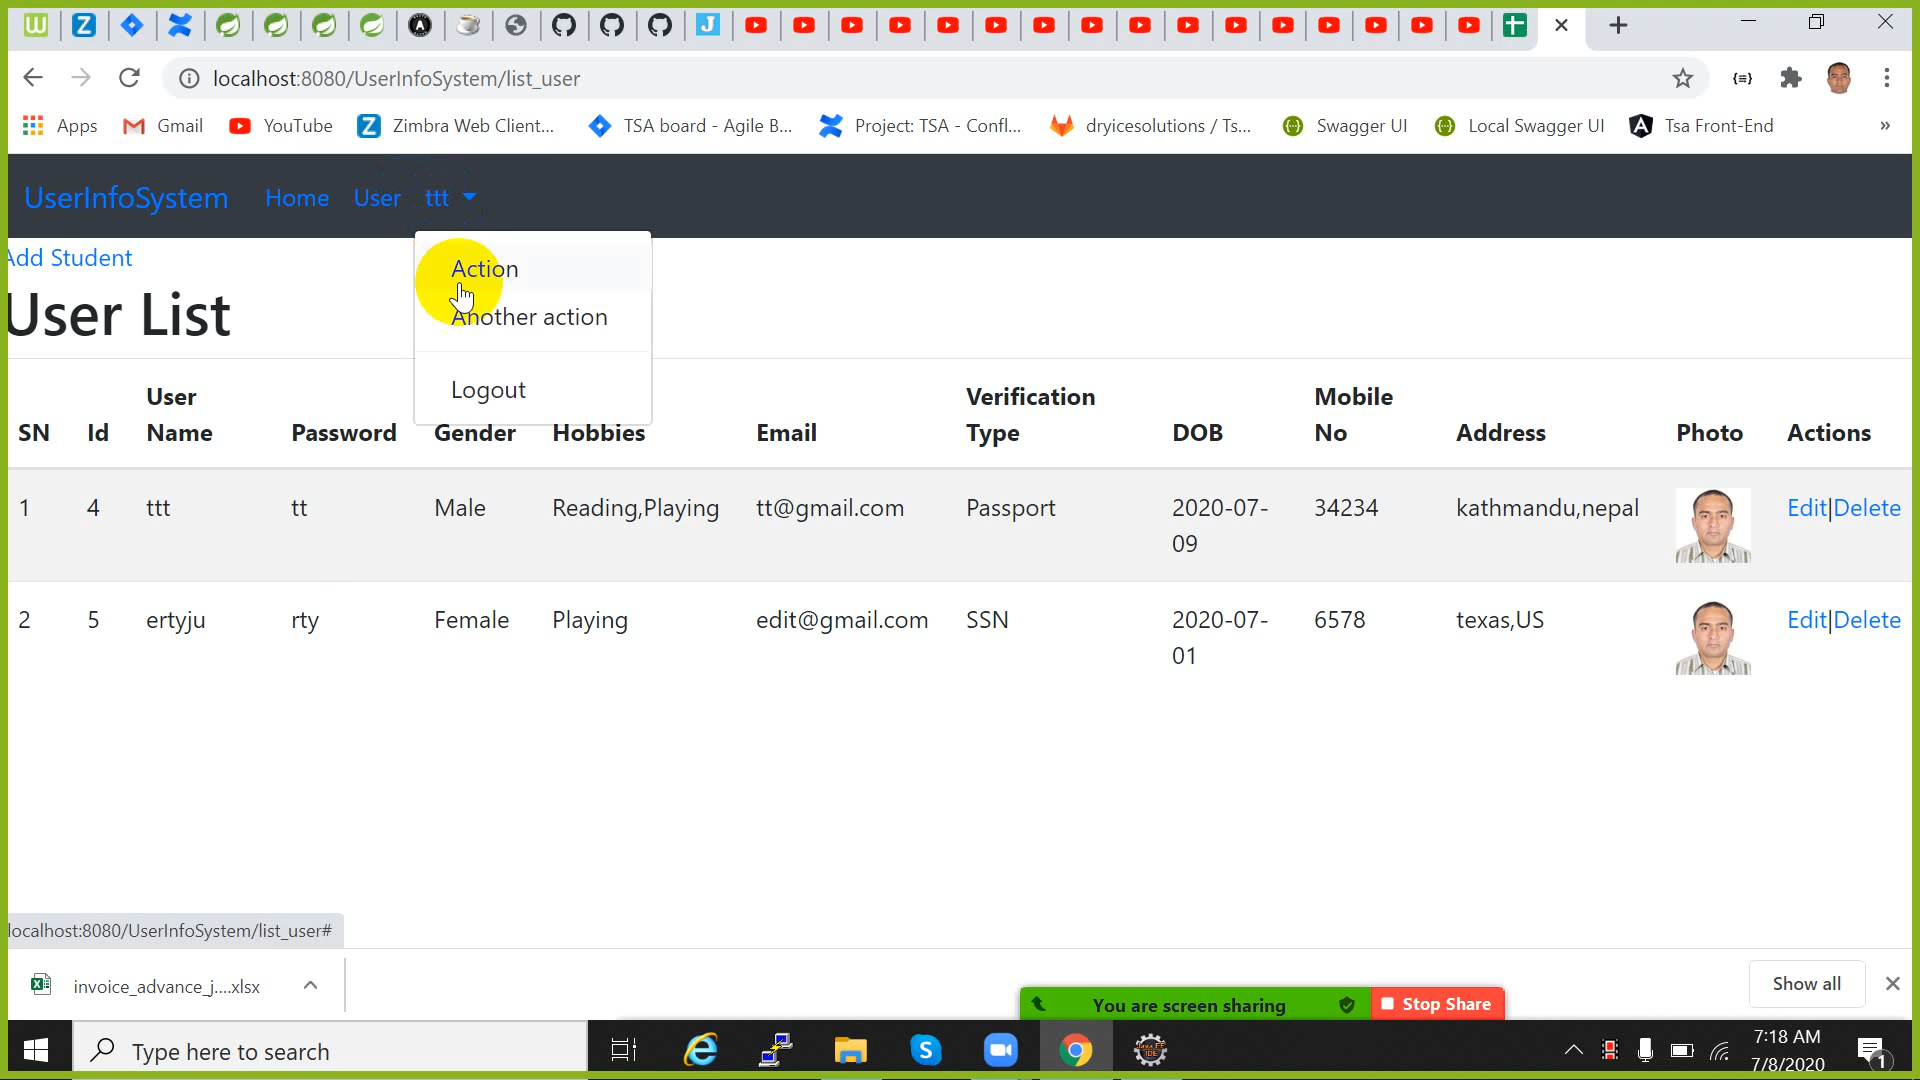 localhost:8080/UserInfoSystem/list_user
Apps
Gmail
YouTube
Zimbra Web Client...
TSA board - Agile B...
Project: TSA - Confl...
dryicesolutions / Ts...
Swagger UI
Local Swagger UI
Tsa Front-End
»
UserInfoSystem Home User ttt
Add Student
Action
Another action
Logout
User List
SN Id User Name Password Gender Hobbies Email Verification Type DOB Mobile No Address Photo Actions
1 4 ttt tt Male Reading,Playing tt@gmail.com Passport 2020-07-09 34234 kathmandu,nepal Edit|Delete
2 5 ertyju rty Female Playing edit@gmail.com SSN 2020-07-01 6578 texas,US Edit|Delete
localhost:8080/UserInfoSystem/list_user#
invoice_advance_j....xlsx
Show all
You are screen sharing
Stop Share
Type here to search
7:18 AM
7/8/2020
1